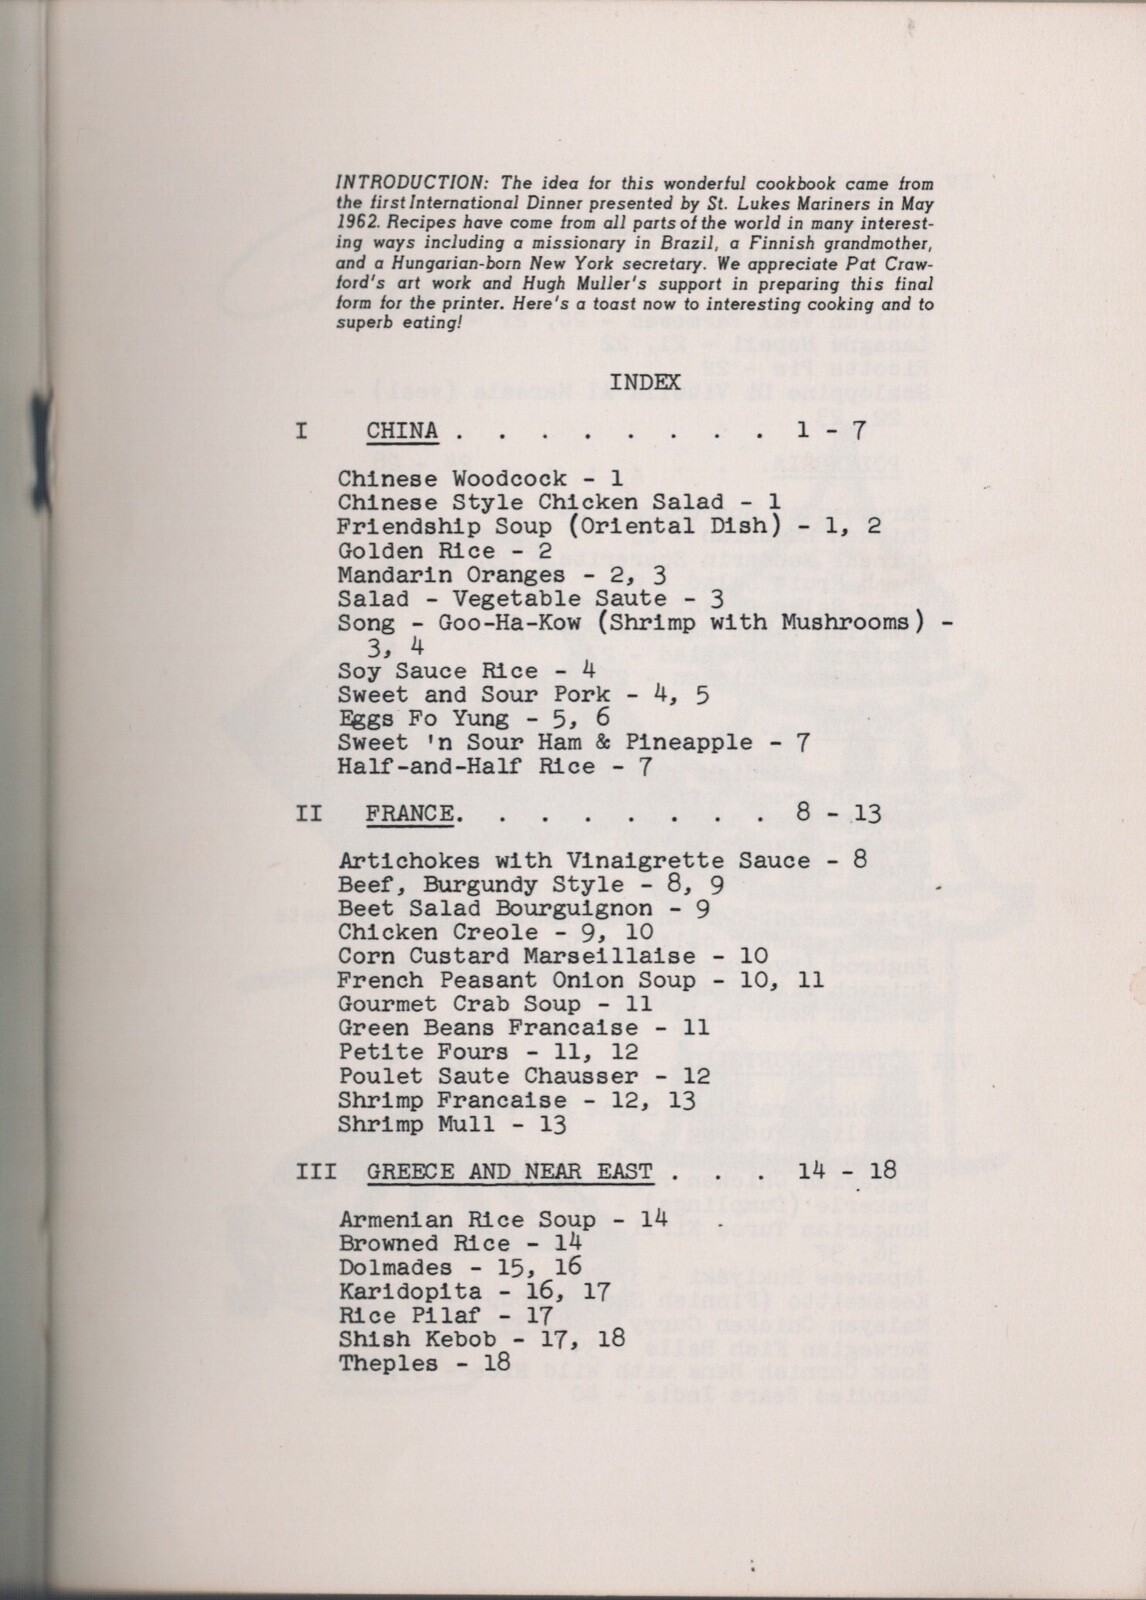 INTRODUCTION: The idea for this wonderful cookbook came from
the first International Dinner presented by St. Lukes Mariners in May
1962. Recipes have come from all parts of the world in many interest-
ing ways including a missionary in Brazil, a Finnish grandmother,
and a Hungarian-born New York secretary. We appreciate Pat Craw-
ford's art work and Hugh Muller's support in preparing this final
form for the printer. Here's a toast now to interesting cooking and to
superb eating!
INDEX
I CHINA . . . . . . . . 1 - 7
Chinese Woodcock - 1
Chinese Style Chicken Salad - 1
Friendship Soup (Oriental Dish) - 1, 2
Golden Rice - 2
Mandarin Oranges - 2, 3
Salad - Vegetable Saute - 3
Song - Goo-Ha-Kow (Shrimp with Mushrooms) -
3, 4
Soy Sauce Rice - 4
Sweet and Sour Pork - 4, 5
Eggs Fo Yung - 5, 6
Sweet 'n Sour Ham & Pineapple - 7
Half-and-Half Rice - 7
II FRANCE. . . . . . . . 8 - 13
Artichokes with Vinaigrette Sauce - 8
Beef, Burgundy Style - 8, 9
Beet Salad Bourguignon - 9
Chicken Creole - 9, 10
Corn Custard Marseillaise - 10
French Peasant Onion Soup - 10, 11
Gourmet Crab Soup - 11
Green Beans Francaise - 11
Petite Fours - 11, 12
Poulet Saute Chausser - 12
Shrimp Francaise - 12, 13
Shrimp Mull - 13
III GREECE AND NEAR EAST . . . 14 - 18
Armenian Rice Soup - 14
Browned Rice - 14
Dolmades - 15, 16
Karidopita - 16, 17
Rice Pilaf - 17
Shish Kebob - 17, 18
Theples - 18